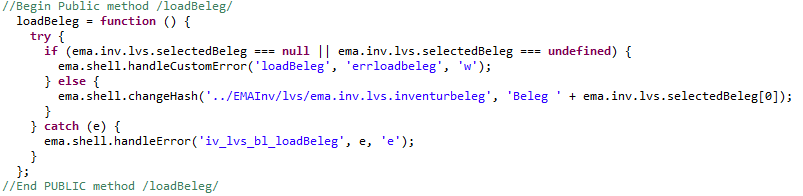 //Begin Public method /loadBeleg/
loadBeleg = function () {
try {
if (ema.inv.lvs.selectedBeleg === null || ema.inv.lvs.selectedBeleg === undefined) {
ema.shell.handleCustomError('loadBeleg', 'errloadbeleg', 'w');
} else {
ema.shell.changeHash('../EMAInv/lvs/ema.inv.lvs.inventurbeleg', 'Beleg ' + ema.inv.lvs.selectedBeleg[0]);
}
} catch (e) {
ema.shell.handleError('iv_lvs_bl_loadBeleg', e, 'e');
}
};
//End PUBLIC method /loadBeleg/